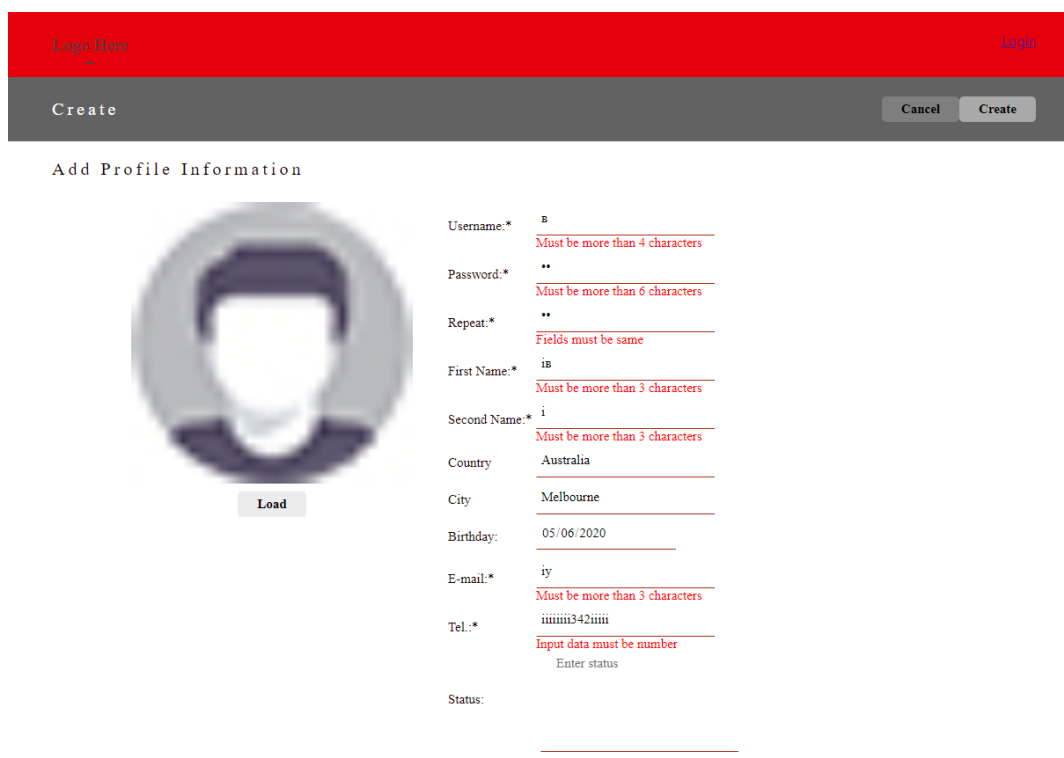 Logo Here
Login
Create
Cancel
Create
Add Profile Information
Username:*
в
Must be more than 4 characters
Password:*
••
Must be more than 6 characters
Repeat:*
••
Fields must be same
First Name:*
ів
Must be more than 3 characters
Second Name:*
і
Must be more than 3 characters
Country
Australia
City
Melbourne
Load
Birthday:
05/06/2020
E-mail:*
iy
Must be more than 3 characters
Tel.:*
iiiiiiii342iiiii
Input data must be number
Enter status
Status: